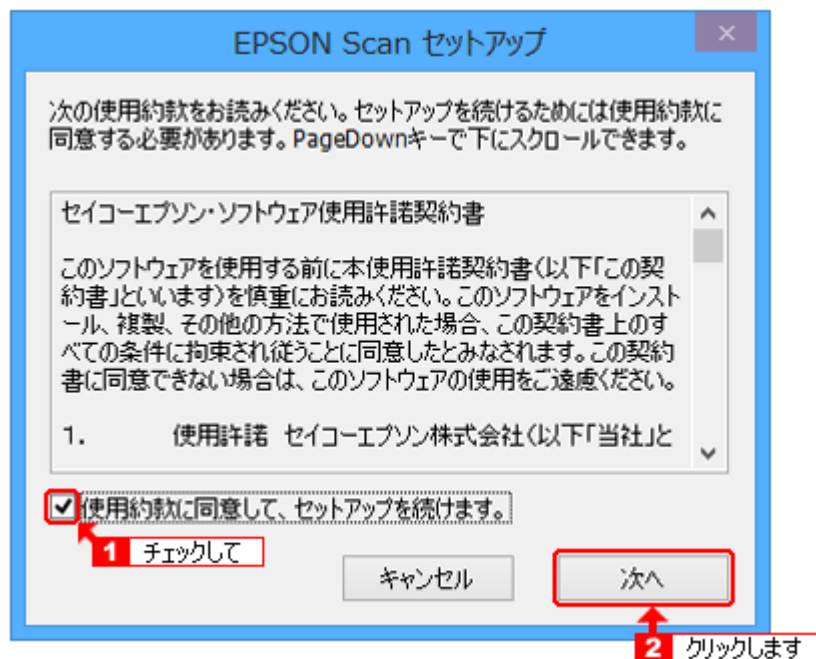 EPSON Scan セットアップ
次の使用約款をお読みください。セットアップを続けるためには使用約款に
同意する必要があります。PageDownキーで下にスクロールできます。
セイコーエプソン・ソフトウェア使用許諾契約書
このソフトウェアを使用する前に本使用許諾契約書(以下「この契
約書」といいます)を慎重にお読みください。このソフトウェアをインスト
ール、複製、その他の方法で使用された場合、この契約書上のす
べての条件に拘束され従うことに同意したとみなされます。この契約
書に同意できない場合は、このソフトウェアの使用をご遠慮ください。
1. 使用許諾 セイコーエプソン株式会社(以下「当社」と
使用約款に同意して、セットアップを続けます。
1 チェックして
キャンセル
次へ
2 クリックします